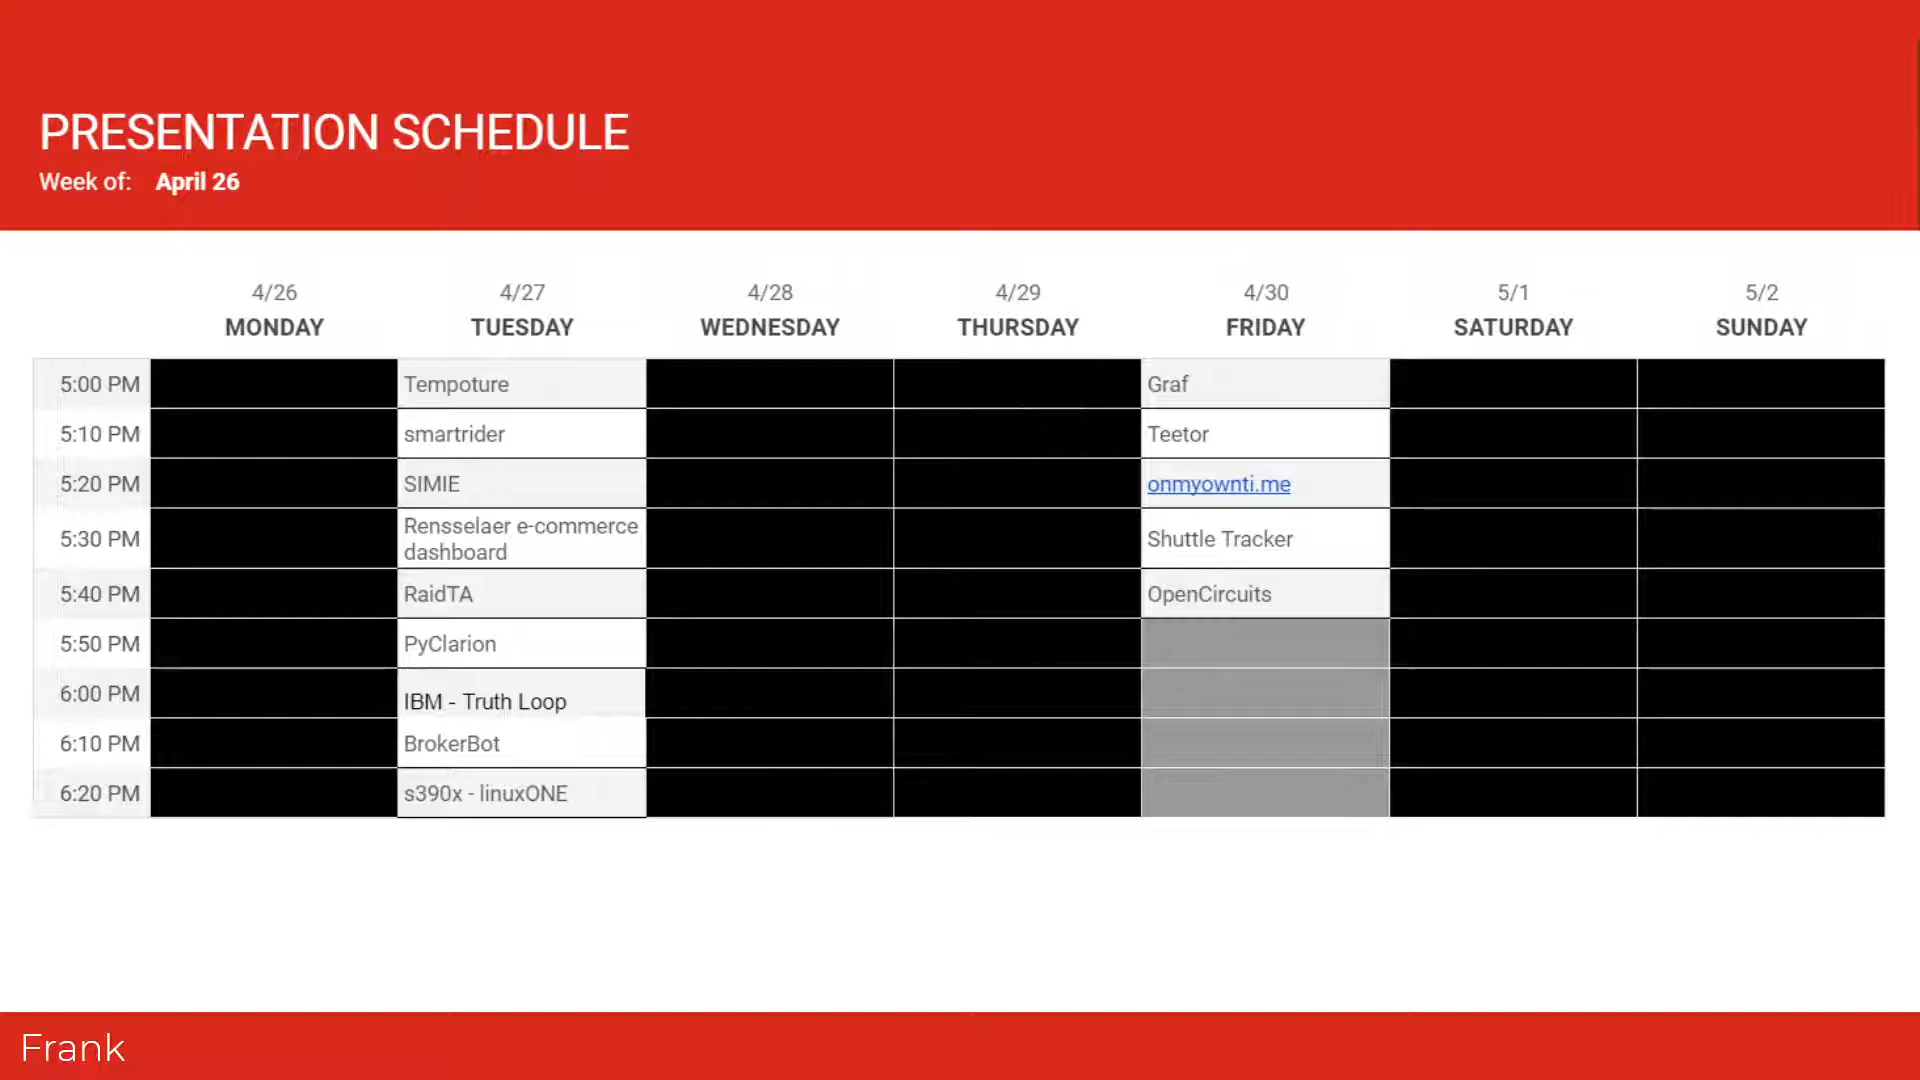 PRESENTATION SCHEDULE
Week of: April 26
4/26 4/27 4/28 4/29 4/30 5/1 5/2
MONDAY TUESDAY WEDNESDAY THURSDAY FRIDAY SATURDAY SUNDAY
5:00 PM Tempoture Graf
5:10 PM smartrider Teetor
5:20 PM SIMIE onmyownti.me
5:30 PM Rensselaer e-commerce
dashboard Shuttle Tracker
5:40 PM RaidTA OpenCircuits
5:50 PM PyClarion
6:00 PM IBM - Truth Loop
6:10 PM BrokerBot
6:20 PM s390x - linuxONE
Frank